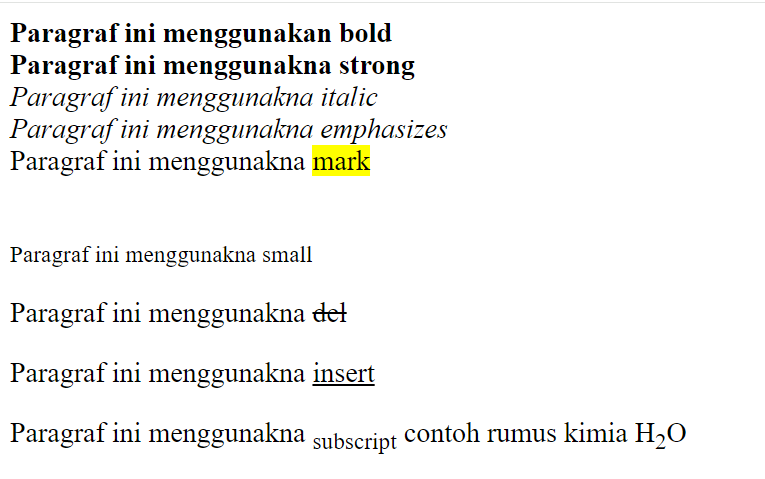 Paragraf ini menggunakan bold
Paragraf ini menggunakna strong
Paragraf ini menggunakna italic
Paragraf ini menggunakna emphasizes
Paragraf ini menggunakna mark
Paragraf ini menggunakna small
Paragraf ini menggunakna del
Paragraf ini menggunakna insert
Paragraf ini menggunakna subscript contoh rumus kimia H₂O